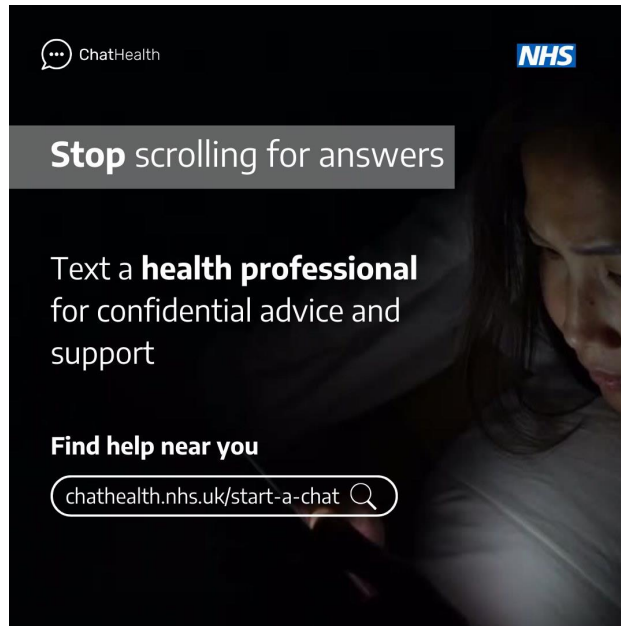 ChatHealth
NHS
Stop scrolling for answers
Text a health professional
for confidential advice and
support
Find help near you
chathealth.nhs.uk/start-a-chat